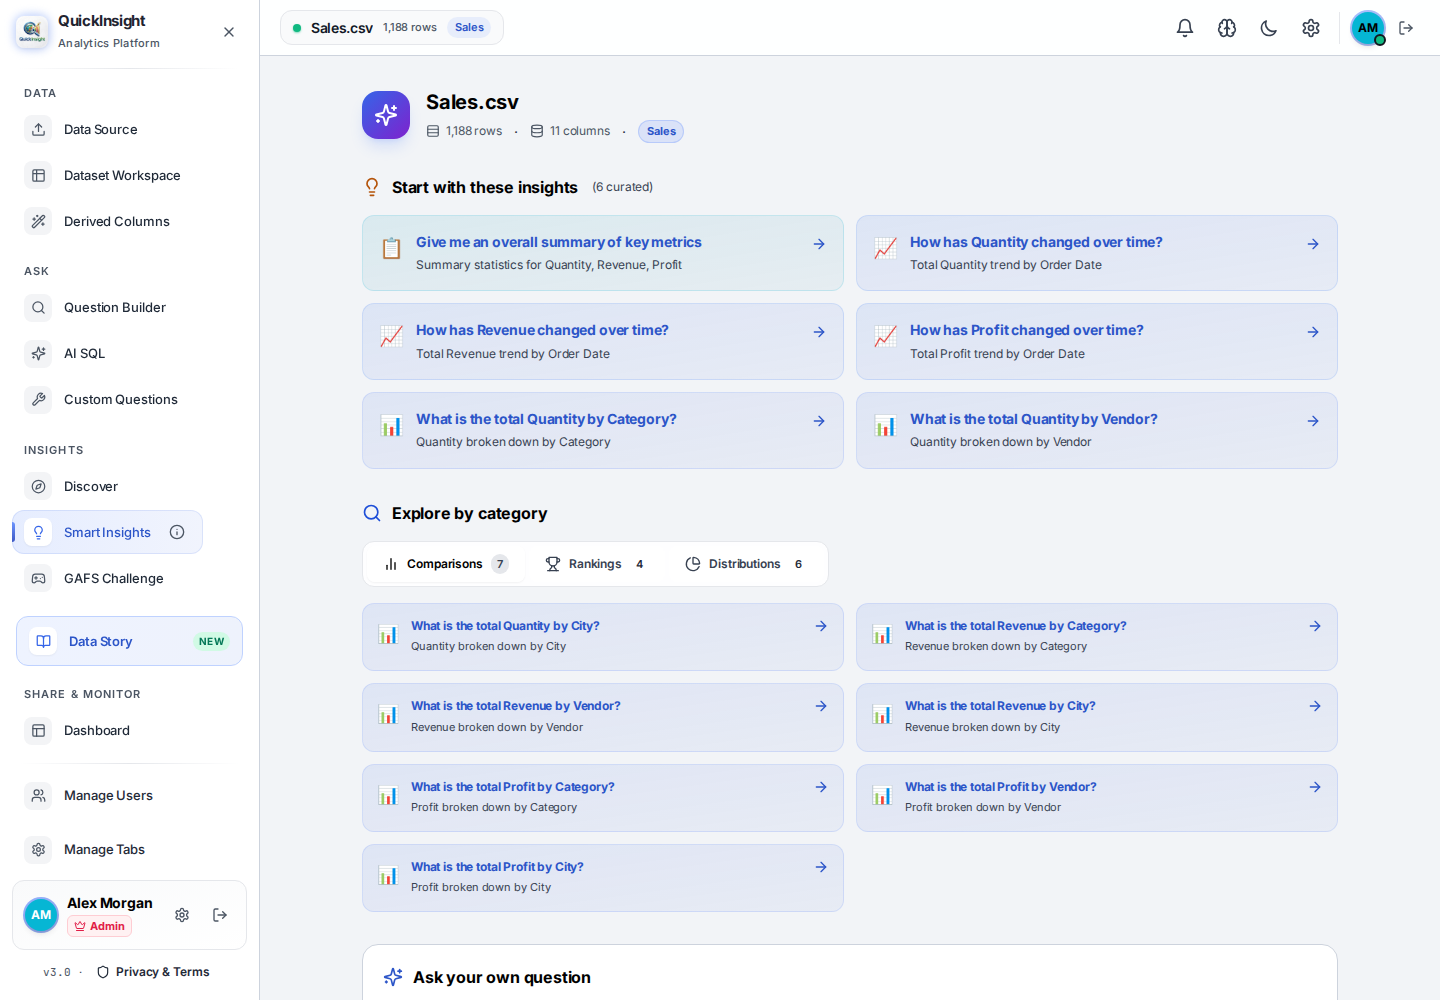 QuickInsight
Analytics Platform
DATA
Data Source
Dataset Workspace
Derived Columns
ASK
Question Builder
AI SQL
Custom Questions
INSIGHTS
Discover
Smart Insights
GAFS Challenge
Data Story NEW
SHARE & MONITOR
Dashboard
Manage Users
Manage Tabs
AM Alex Morgan
Admin
v3.0 · Privacy & Terms
Sales.csv 1,188 rows Sales
AM
Sales.csv
1,188 rows · 11 columns · Sales
Start with these insights (6 curated)
Give me an overall summary of key metrics
Summary statistics for Quantity, Revenue, Profit
How has Quantity changed over time?
Total Quantity trend by Order Date
How has Revenue changed over time?
Total Revenue trend by Order Date
How has Profit changed over time?
Total Profit trend by Order Date
What is the total Quantity by Category?
Quantity broken down by Category
What is the total Quantity by Vendor?
Quantity broken down by Vendor
Explore by category
Comparisons 7 Rankings 4 Distributions 6
What is the total Quantity by City?
Quantity broken down by City
What is the total Revenue by Category?
Revenue broken down by Category
What is the total Revenue by Vendor?
Revenue broken down by Vendor
What is the total Revenue by City?
Revenue broken down by City
What is the total Profit by Category?
Profit broken down by Category
What is the total Profit by Vendor?
Profit broken down by Vendor
What is the total Profit by City?
Profit broken down by City
Ask your own question